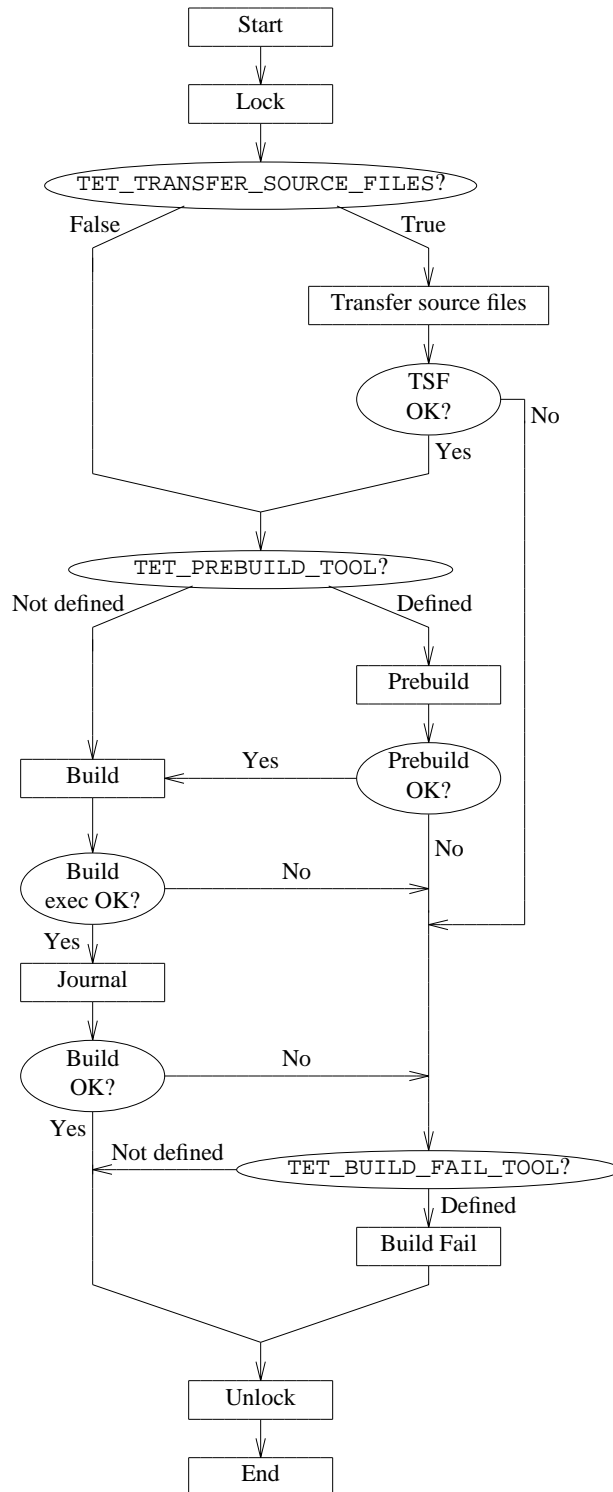 Start
Lock
TET_TRANSFER_SOURCE_FILES?
False
True
Transfer source files
TSF
OK?
No
Yes
TET_PREBUILD_TOOL?
Not defined
Defined
Prebuild
Build
Yes
Prebuild
OK?
No
Build
exec OK?
No
Yes
Journal
Build
OK?
No
Yes
Not defined
TET_BUILD_FAIL_TOOL?
Defined
Build Fail
Unlock
End